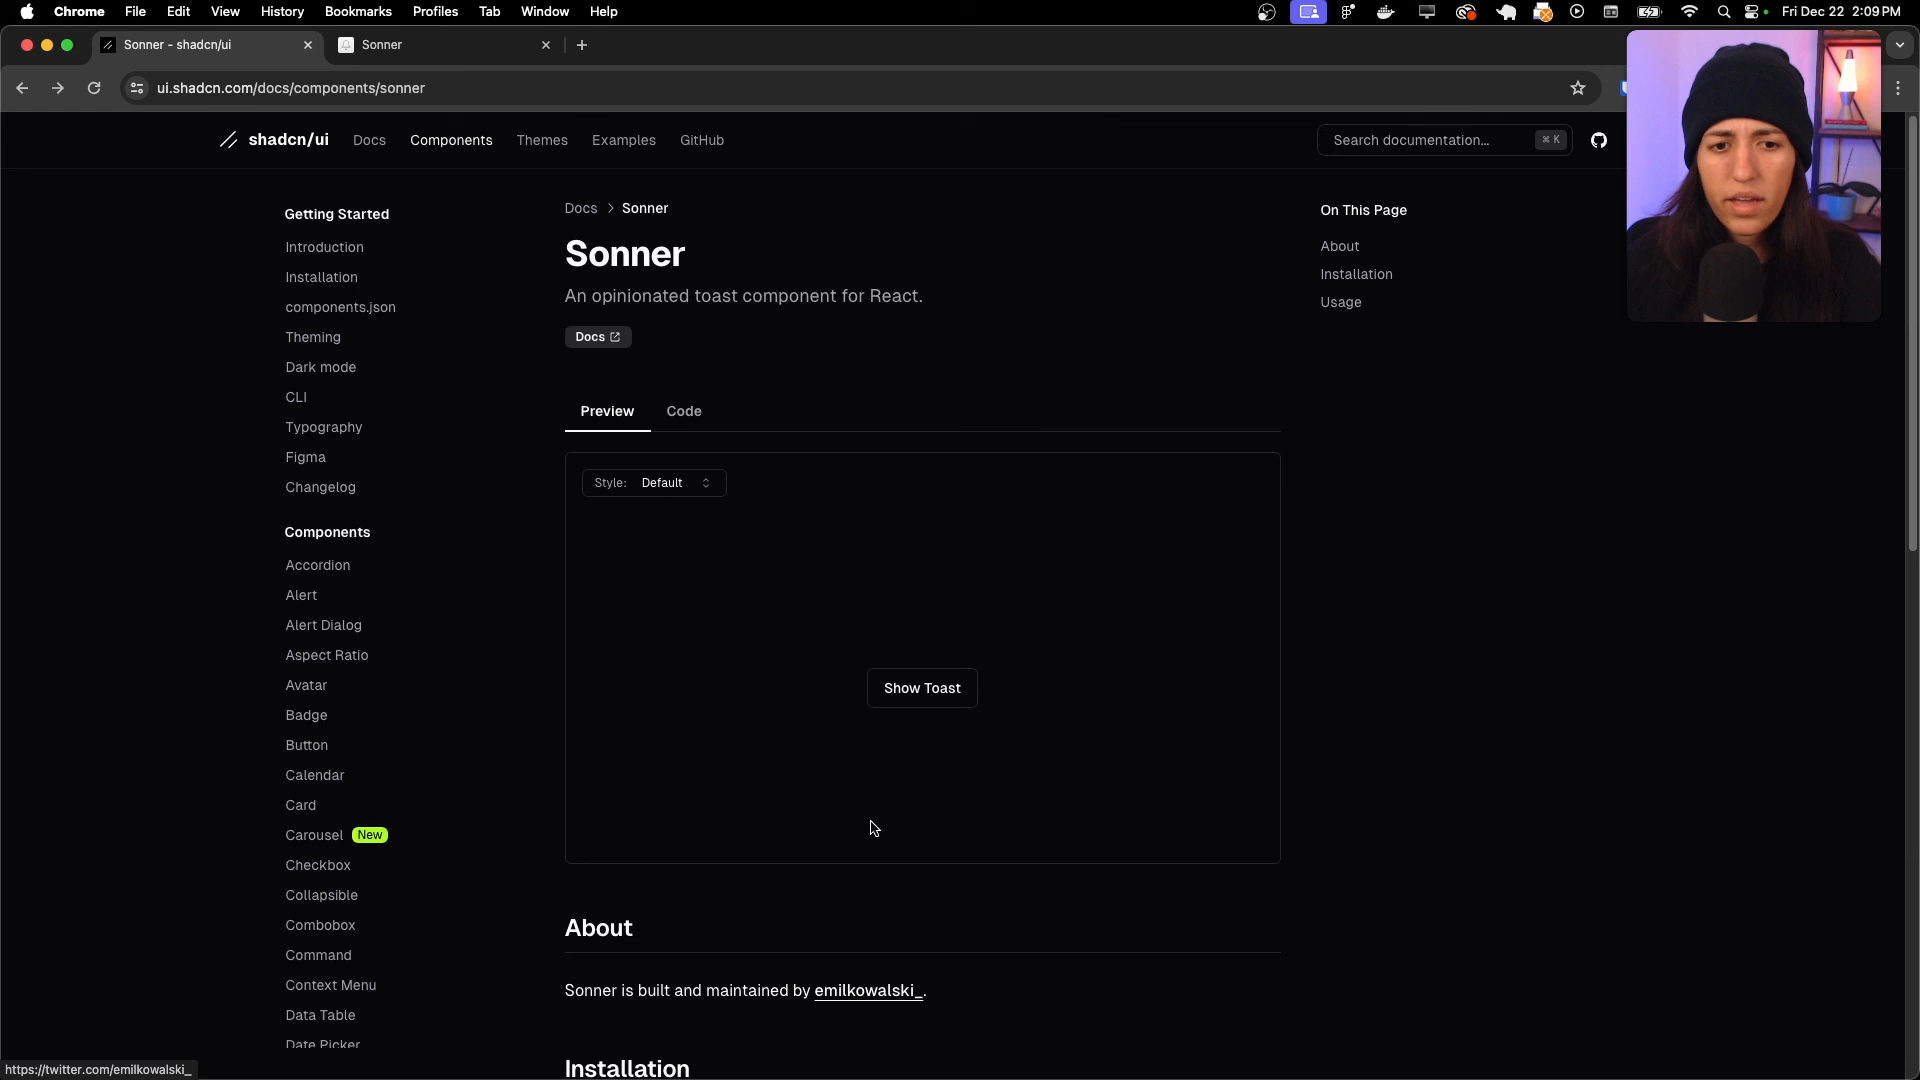 Chrome File Edit View History Bookmarks Profiles Tab Window Help
Fri Dec 22 2:09 PM
Sonner - shadcn/ui
Sonner
ui.shadcn.com/docs/components/sonner
shadcn/ui Docs Components Themes Examples GitHub
Search documentation... ⌘ K
Getting Started
Introduction
Installation
components.json
Theming
Dark mode
CLI
Typography
Figma
Changelog
Components
Accordion
Alert
Alert Dialog
Aspect Ratio
Avatar
Badge
Button
Calendar
Card
Carousel New
Checkbox
Collapsible
Combobox
Command
Context Menu
Data Table
Date Picker
Docs > Sonner
Sonner
An opinionated toast component for React.
Docs
Preview Code
Style: Default
Show Toast
About
Sonner is built and maintained by emilkowalski_.
Installation
On This Page
About
Installation
Usage
https://twitter.com/emilkowalski_